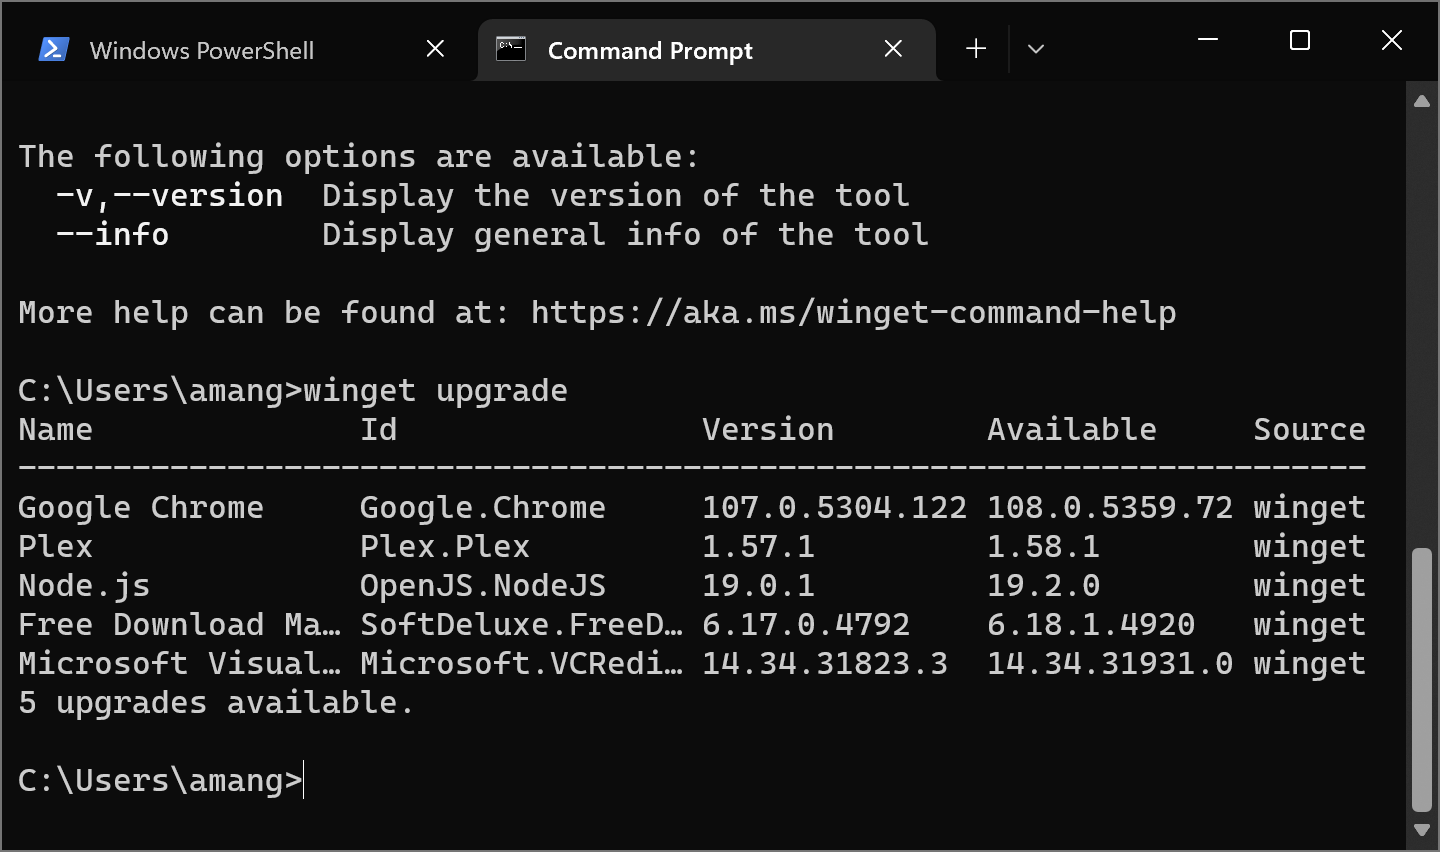 Windows PowerShell
Command Prompt
The following options are available:
  -v,--version  Display the version of the tool
  --info        Display general info of the tool
More help can be found at: https://aka.ms/winget-command-help
C:\Users\amang>winget upgrade
Name              Id                Version        Available     Source
-----------------------------------------------------------------------
Google Chrome     Google.Chrome     107.0.5304.122 108.0.5359.72 winget
Plex              Plex.Plex         1.57.1         1.58.1        winget
Node.js           OpenJS.NodeJS     19.0.1         19.2.0        winget
Free Download Ma… SoftDeluxe.FreeD… 6.17.0.4792    6.18.1.4920   winget
Microsoft Visual… Microsoft.VCRedi… 14.34.31823.3  14.34.31931.0 winget
5 upgrades available.
C:\Users\amang>